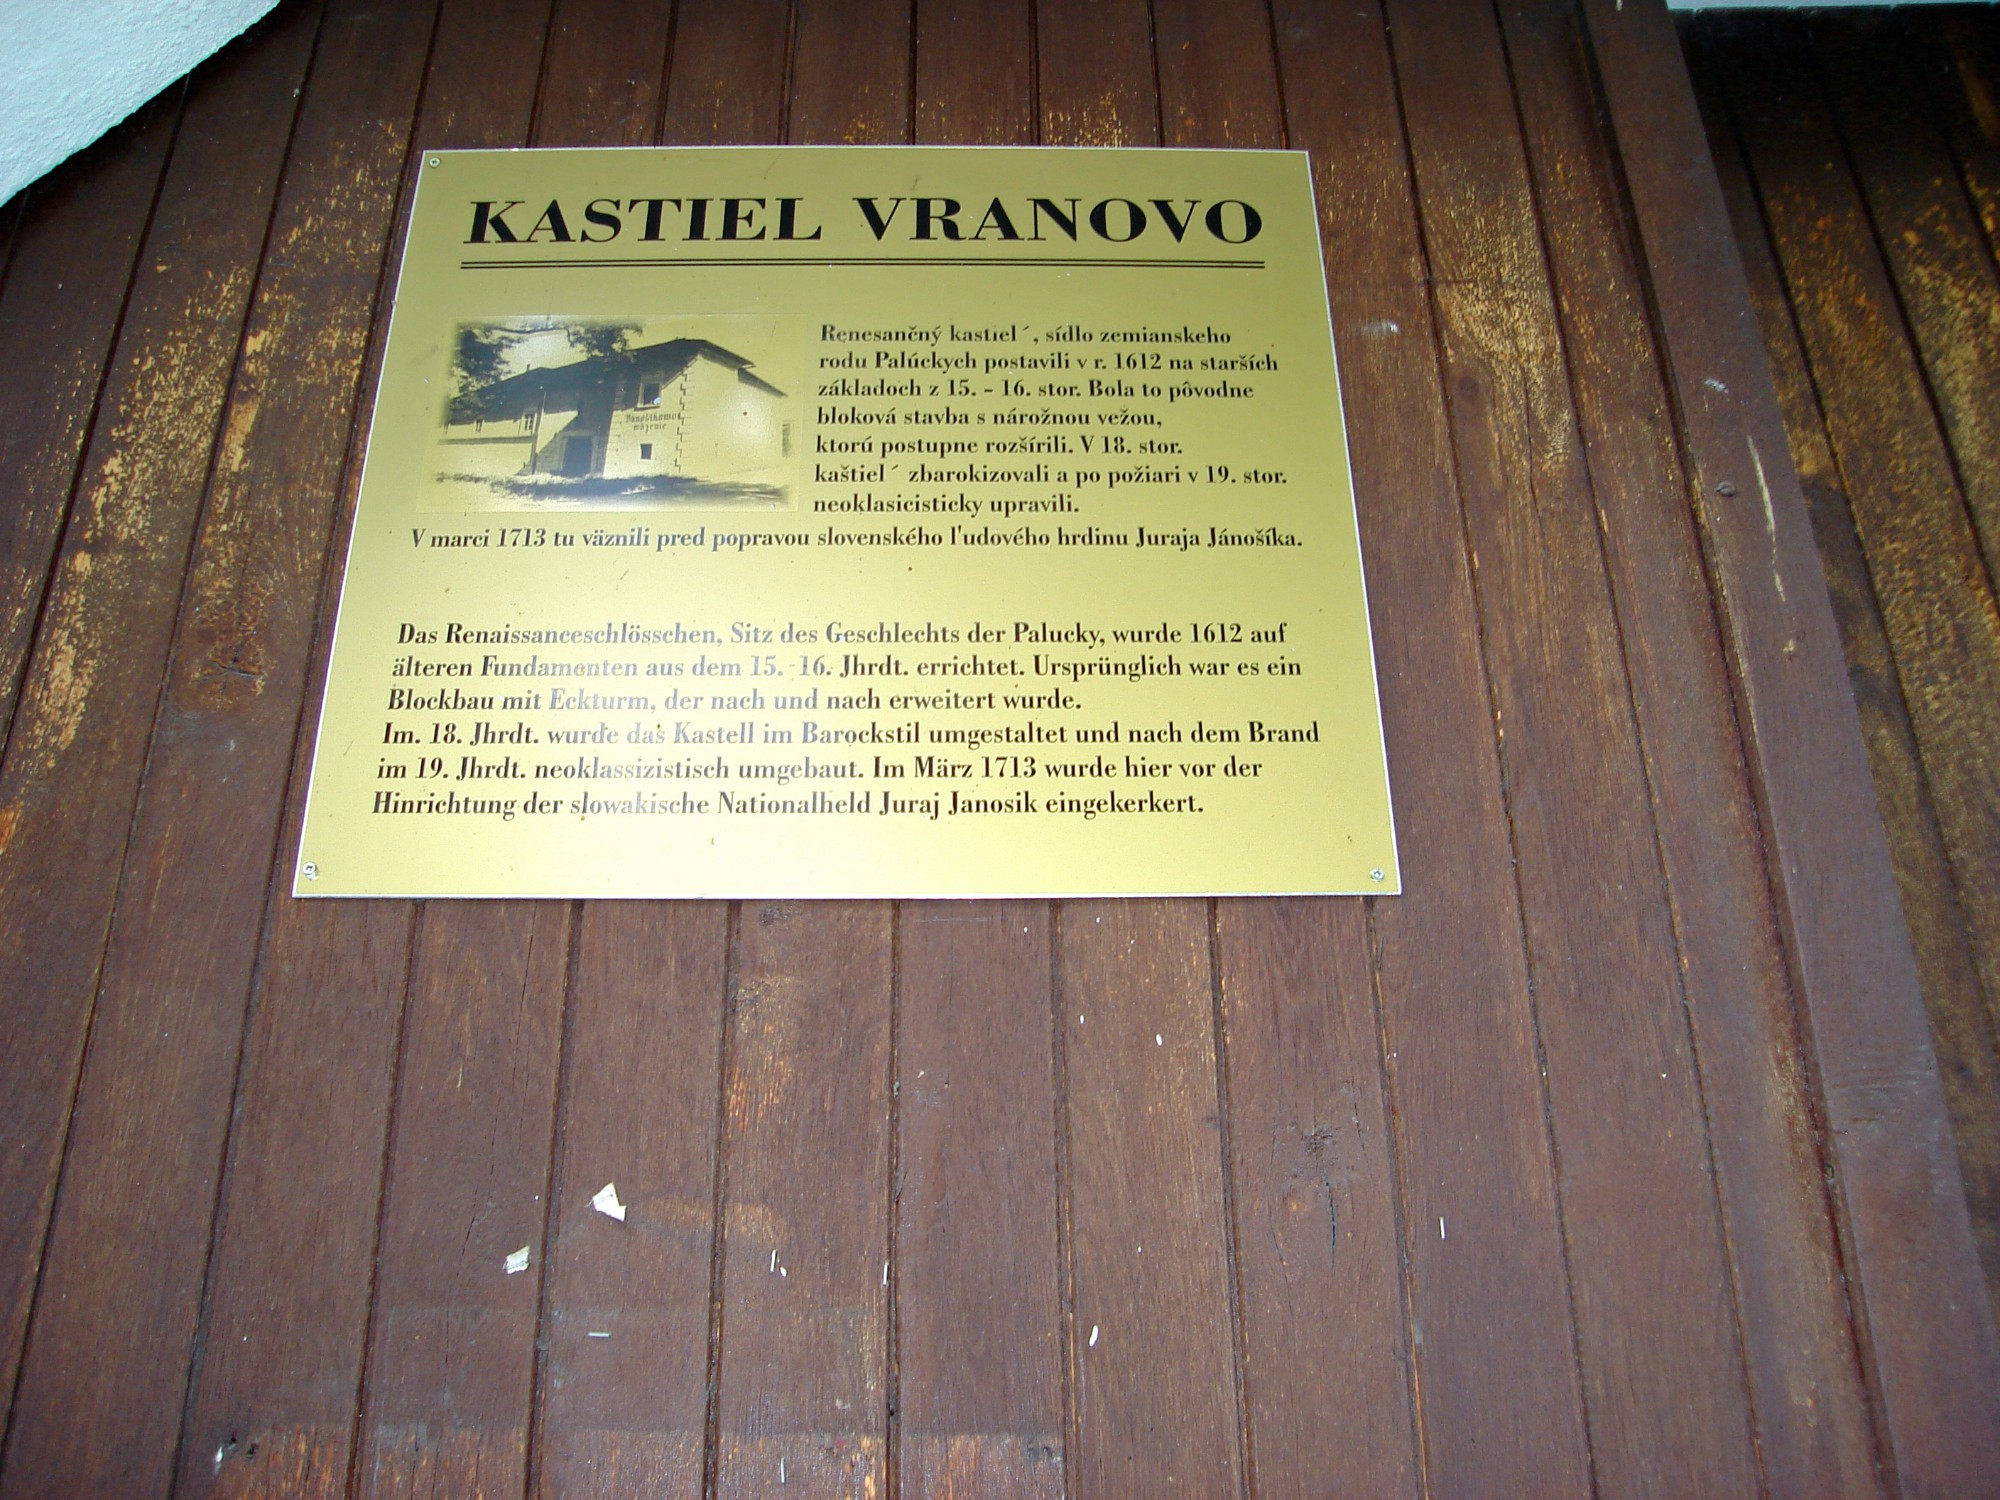 KASTIEL VRANOVO
Jánošíkovo
väzenie
Renesančný kastiel´, sídlo zemianskeho
rodu Palúckych postavili v r. 1612 na starších
základoch z 15. - 16. stor. Bola to pôvodne
bloková stavba s nárožnou vežou,
ktorú postupne rozšírili. V 18. stor.
kaštiel´ zbarokizovali a po požiari v 19. stor.
neoklasicisticky upravili.
V marci 1713 tu väznili pred popravou slovenského l'udového hrdinu Juraja Jánošíka.
Das Renaissanceschlösschen, Sitz des Geschlechts der Palucky, wurde 1612 auf
älteren Fundamenten aus dem 15. - 16. Jhrdt. errichtet. Ursprünglich war es ein
Blockbau mit Eckturm, der nach und nach erweitert wurde.
Im. 18. Jhrdt. wurde das Kastell im Barockstil umgestaltet und nach dem Brand
im 19. Jhrdt. neoklassizistisch umgebaut. Im März 1713 wurde hier vor der
Hinrichtung der slowakische Nationalheld Juraj Janosik eingekerkert.